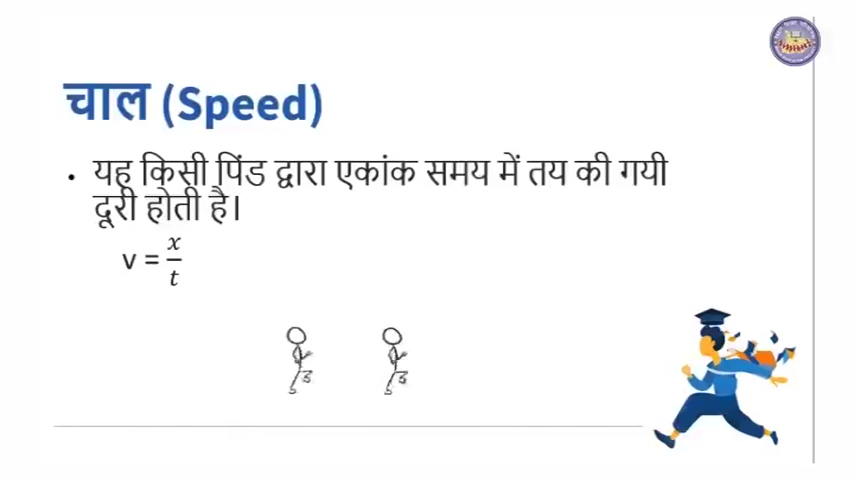 चाल (Speed)
• यह किसी पिंड द्वारा एकांक समय में तय की गयी
दूरी होती है।
v = x/t